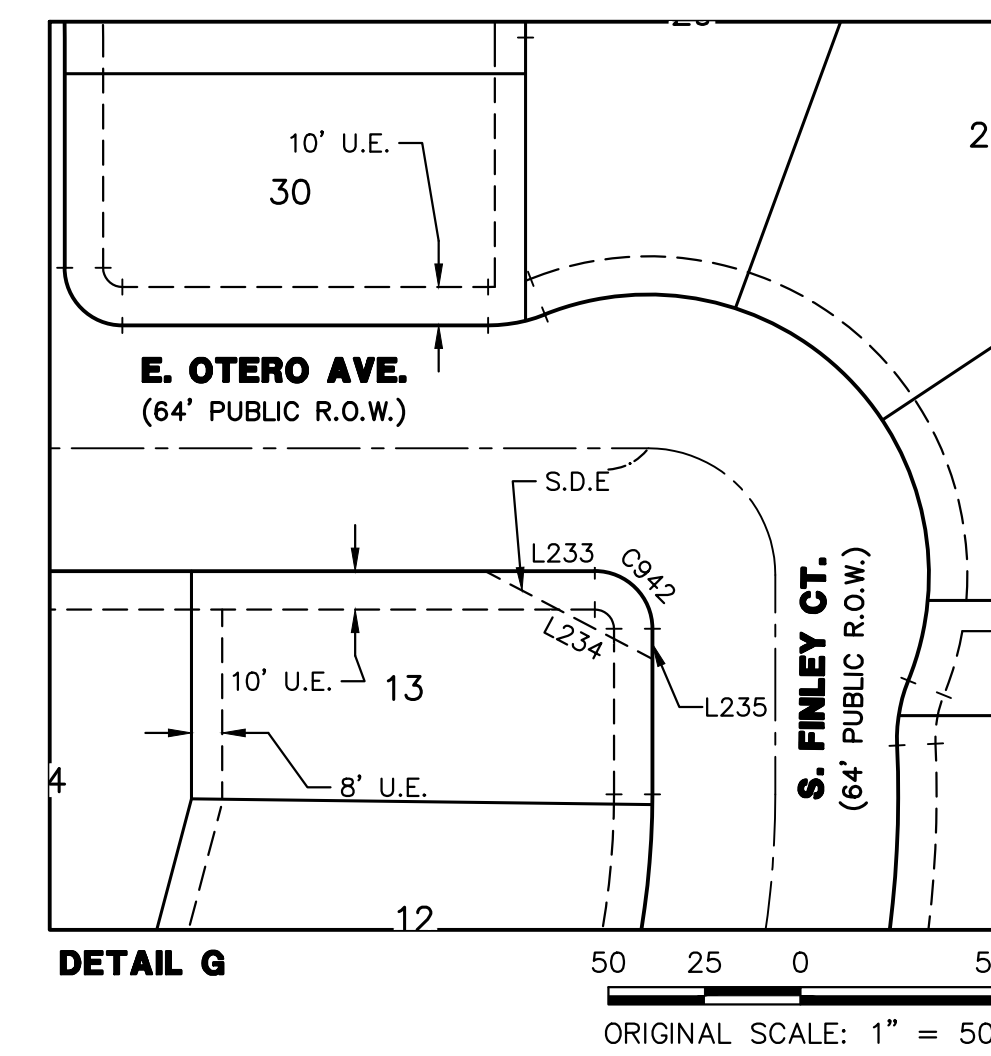 2
10' U.E.
30
E. OTERO AVE.
(64' PUBLIC R.O.W.)
S.D.E
L233
C942
L234
S. FINLEY CT.
(64' PUBLIC R.O.W.)
10' U.E.
13
L235
4
8' U.E.
12
DETAIL G
50 25 0 5
ORIGINAL SCALE: 1" = 50